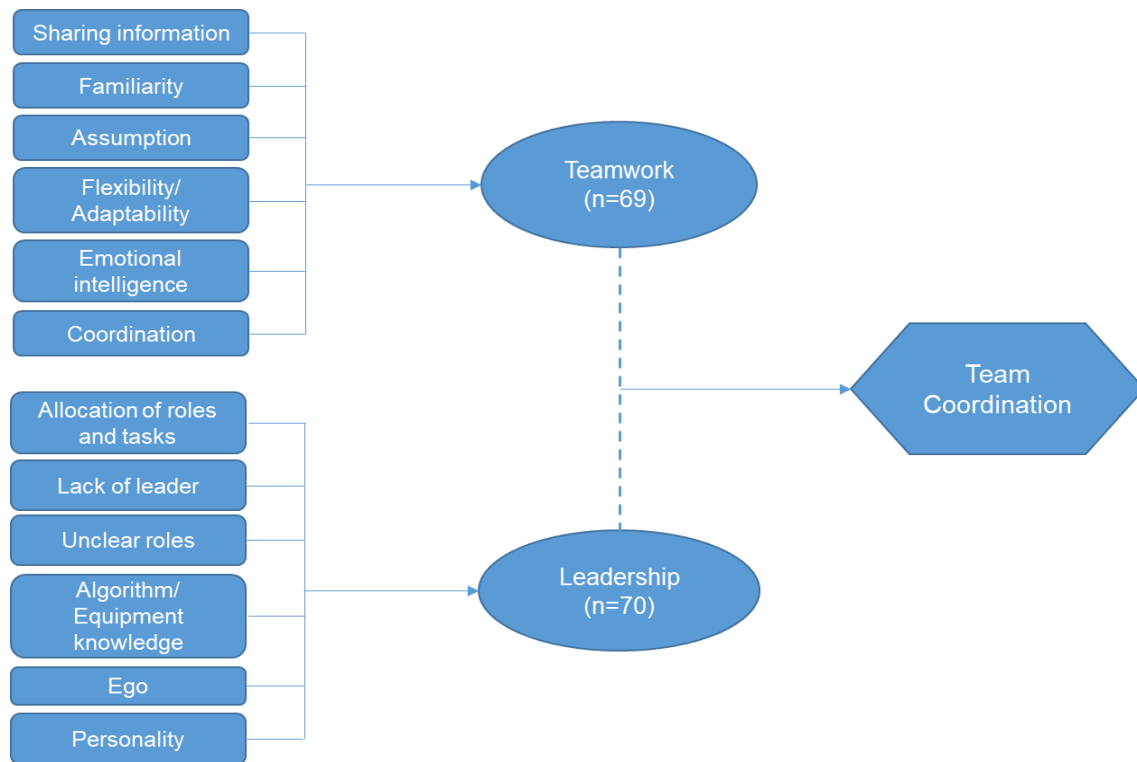 Sharing information
Familiarity
Assumption
Flexibility/
Adaptability
Emotional
intelligence
Coordination
Allocation of roles
and tasks
Lack of leader
Unclear roles
Algorithm/
Equipment
knowledge
Ego
Personality
Teamwork
(n=69)
Leadership
(n=70)
Team
Coordination